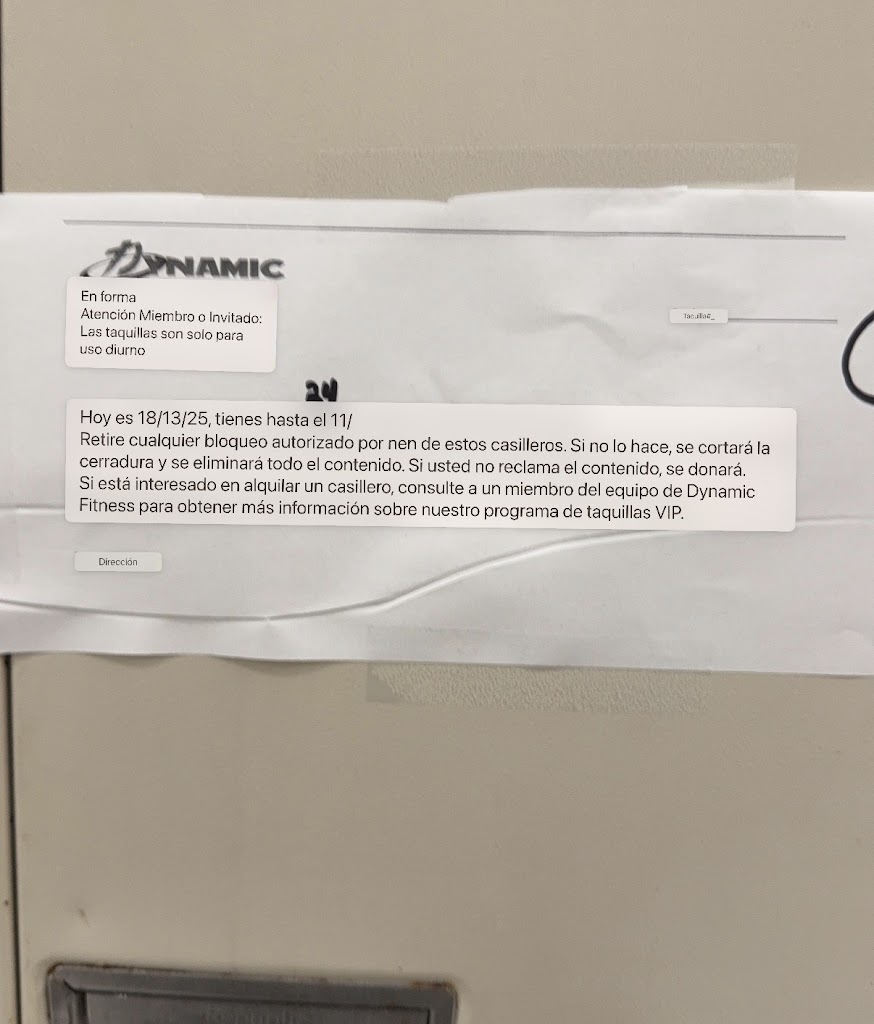 DYNAMIC
En forma
Atención Miembro o Invitado:
Las taquillas son solo para
uso diurno
Taquilla#_
24
Hoy es 18/13/25, tienes hasta el 11/
Retire cualquier bloqueo autorizado por nen de estos casilleros. Si no lo hace, se cortará la
cerradura y se eliminará todo el contenido. Si usted no reclama el contenido, se donará.
Si está interesado en alquilar un casillero, consulte a un miembro del equipo de Dynamic
Fitness para obtener más información sobre nuestro programa de taquillas VIP.
Dirección